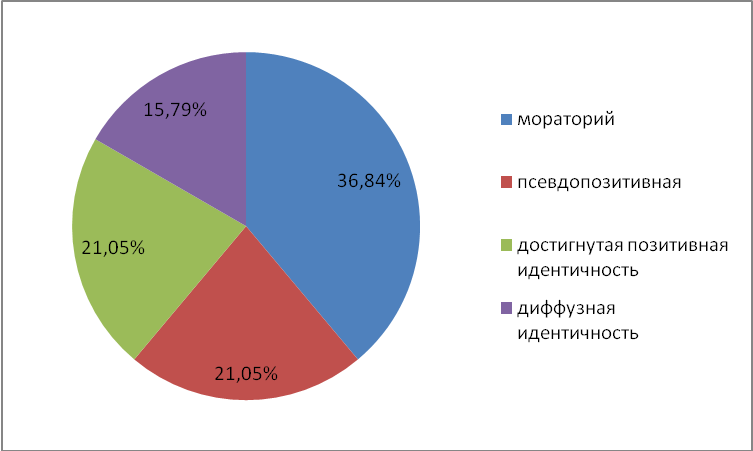 15,79%
36,84%
21,05%
21,05%
мораторий
псевдопозитивная
достигнутая позитивная
идентичность
диффузная
идентичность